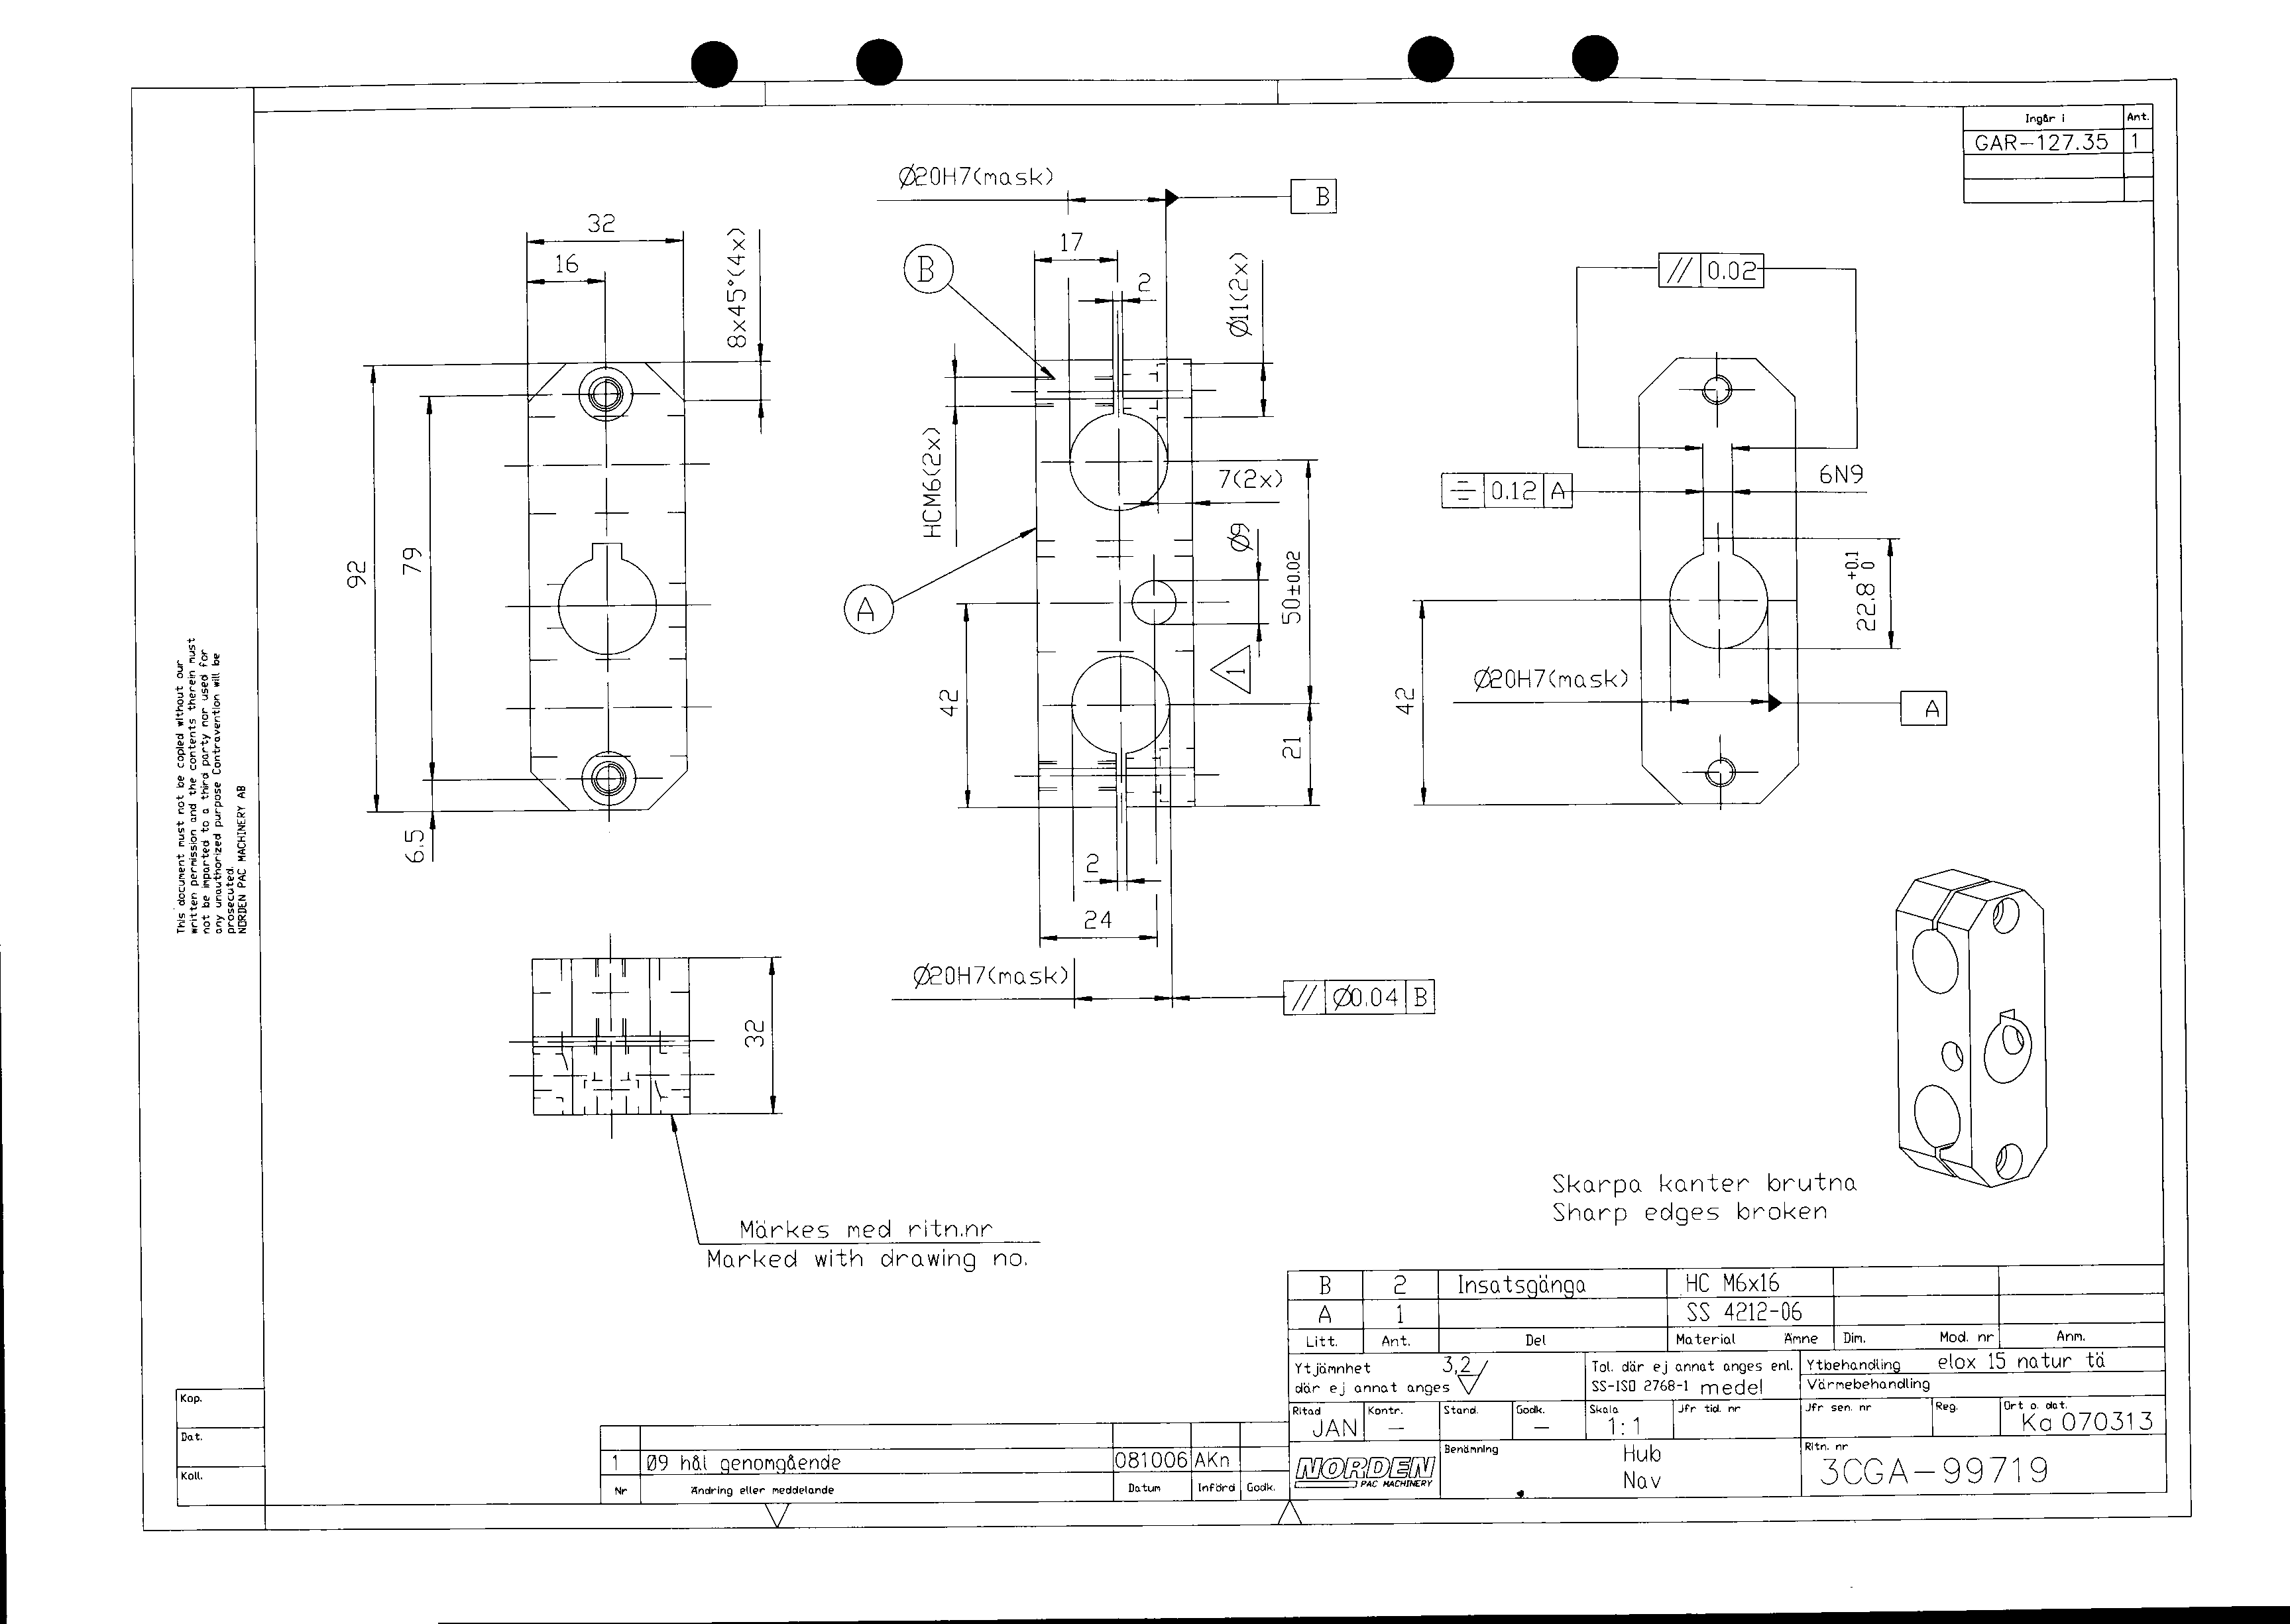 Ingår i Ant.
GAR-127.35 1
Ø20H7(mask)
B
32
16
8x45°(4x)
17
2
B
Ø11(2x)
// 0.02
HCM6(2x)
7(2x)
0.12 A
6N9
92
79
A
Ø9
50±0.02
22.8 +0.1 0
Ø20H7(mask)
A
42
1
21
42
6.5
2
24
Ø20H7(mask)
// Ø0.04 B
32
This document must not be copied without our
written permission and the contents therein must
not be imparted to a third party nor used for
any unauthorized purpose Contravention will be
prosecuted.
NORDEN PAC MACHINERY AB
Märkes med ritn.nr
Marked with drawing no.
Skarpa kanter brutna
Sharp edges broken
B 2 Insatsgänga HC M6x16
A 1 SS 4212-06
Litt. Ant. Del Material Ämne Dim. Mod. nr Anm.
Ytjämnhet
där ej annat anges
3,2
Tol. där ej annat anges enl.
SS-ISO 2768-1 medel
Ytbehandling elox 15 natur tä
Värmebehandling
Ritad Kontr. Stand. Godk. Skala Jfr tid. nr Jfr sen. nr Reg. Ort o. dat.
JAN - - 1:1 Ka 070313
NORDEN
PAC MACHINERY
Benämning
Hub
Nav
Ritn. nr
3CGA-99719
1 Ø9 hål genomgående 081006 AKn
Nr Ändring eller meddelande Datum Införd Godk.
Kop.
Dat.
Koll.